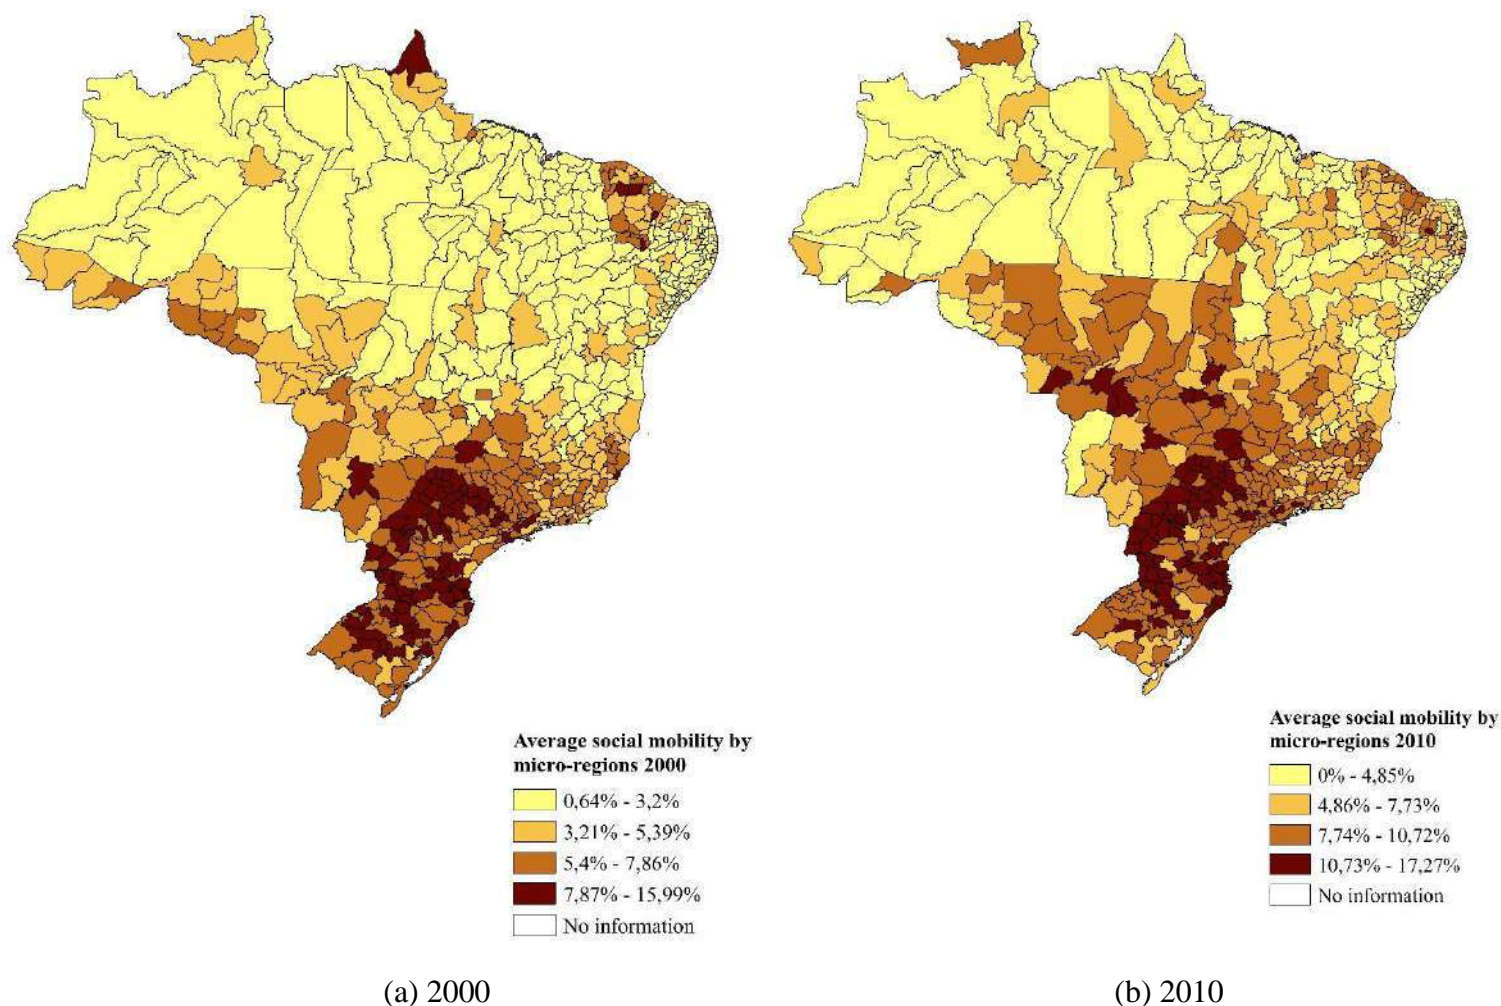 Average social mobility by
micro-regions 2000
0,64% - 3,2%
3,21% - 5,39%
5,4% - 7,86%
7,87% - 15,99%
No information
Average social mobility by
micro-regions 2010
0% - 4,85%
4,86% - 7,73%
7,74% - 10,72%
10,73% - 17,27%
No information
(a) 2000
(b) 2010